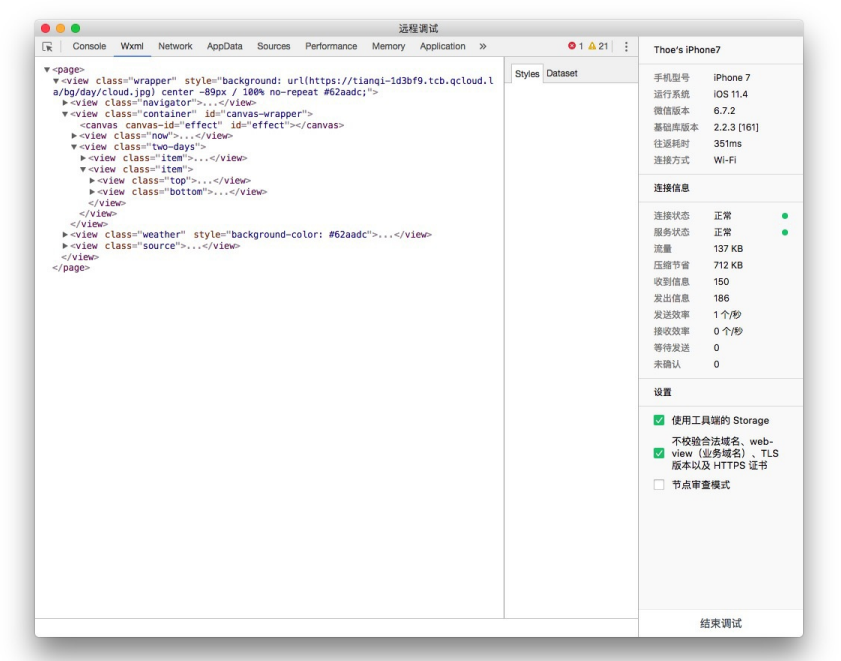 远程调试
Console Wxml Network AppData Sources Performance Memory Application » 1 21
▼<page>
▼<view class="wrapper" style="background: url(https://tianqi-1d3bf9.tcb.qcloud.l
a/bg/day/cloud.jpg) center -89px / 100% no-repeat #62aadc;">
▶<view class="navigator">...</view>
▼<view class="container" id="canvas-wrapper">
<canvas canvas-id="effect" id="effect"></canvas>
▶<view class="now">...</view>
▼<view class="two-days">
▶<view class="item">...</view>
▼<view class="item">
▶<view class="top">...</view>
▶<view class="bottom">...</view>
</view>
</view>
</view>
▶<view class="weather" style="background-color: #62aadc">...</view>
▶<view class="source">...</view>
</view>
</page>
Styles Dataset
Thoe's iPhone7
手机型号 iPhone 7
运行系统 iOS 11.4
微信版本 6.7.2
基础库版本 2.2.3 [161]
往返耗时 351ms
连接方式 Wi-Fi
连接信息
连接状态 正常
服务状态 正常
流量 137 KB
压缩节省 712 KB
收到信息 150
发出信息 186
发送效率 1 个/秒
接收效率 0 个/秒
等待发送 0
未确认 0
设置
使用工具端的 Storage
不校验合法域名、web-
view（业务域名）、TLS
版本以及 HTTPS 证书
节点审查模式
结束调试